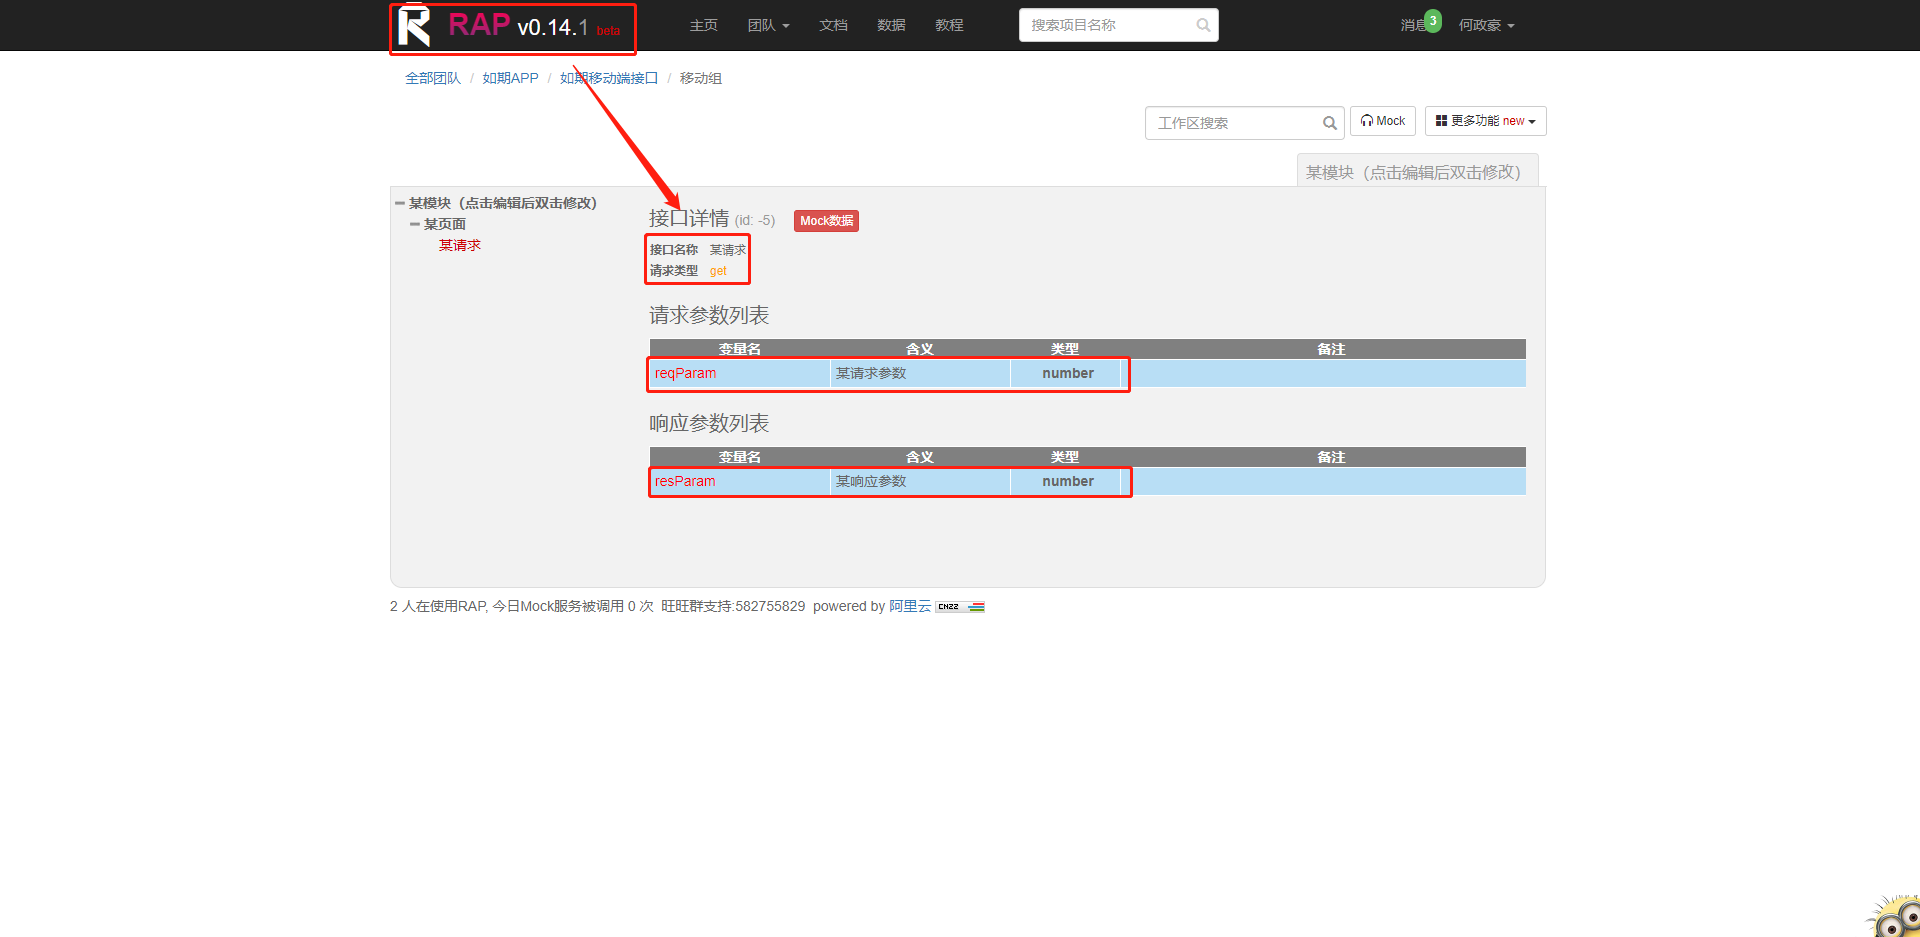 RAP v0.14.1 beta 主页 团队 文档 数据 教程 搜索项目名称 消息 3 何政豪
全部团队 / 如期APP / 如期移动端接口 / 移动组
工作区搜索 Mock 更多功能 new
某模块（点击编辑后双击修改）
某模块（点击编辑后双击修改）
某页面
某请求
接口详情 (id: -5) Mock数据
接口名称 某请求
请求类型 get
请求参数列表
变量名 含义 类型 备注
reqParam 某请求参数 number
响应参数列表
变量名 含义 类型 备注
resParam 某响应参数 number
2 人在使用RAP, 今日Mock服务被调用 0 次 旺旺群支持:582755829 powered by 阿里云 CNZZ